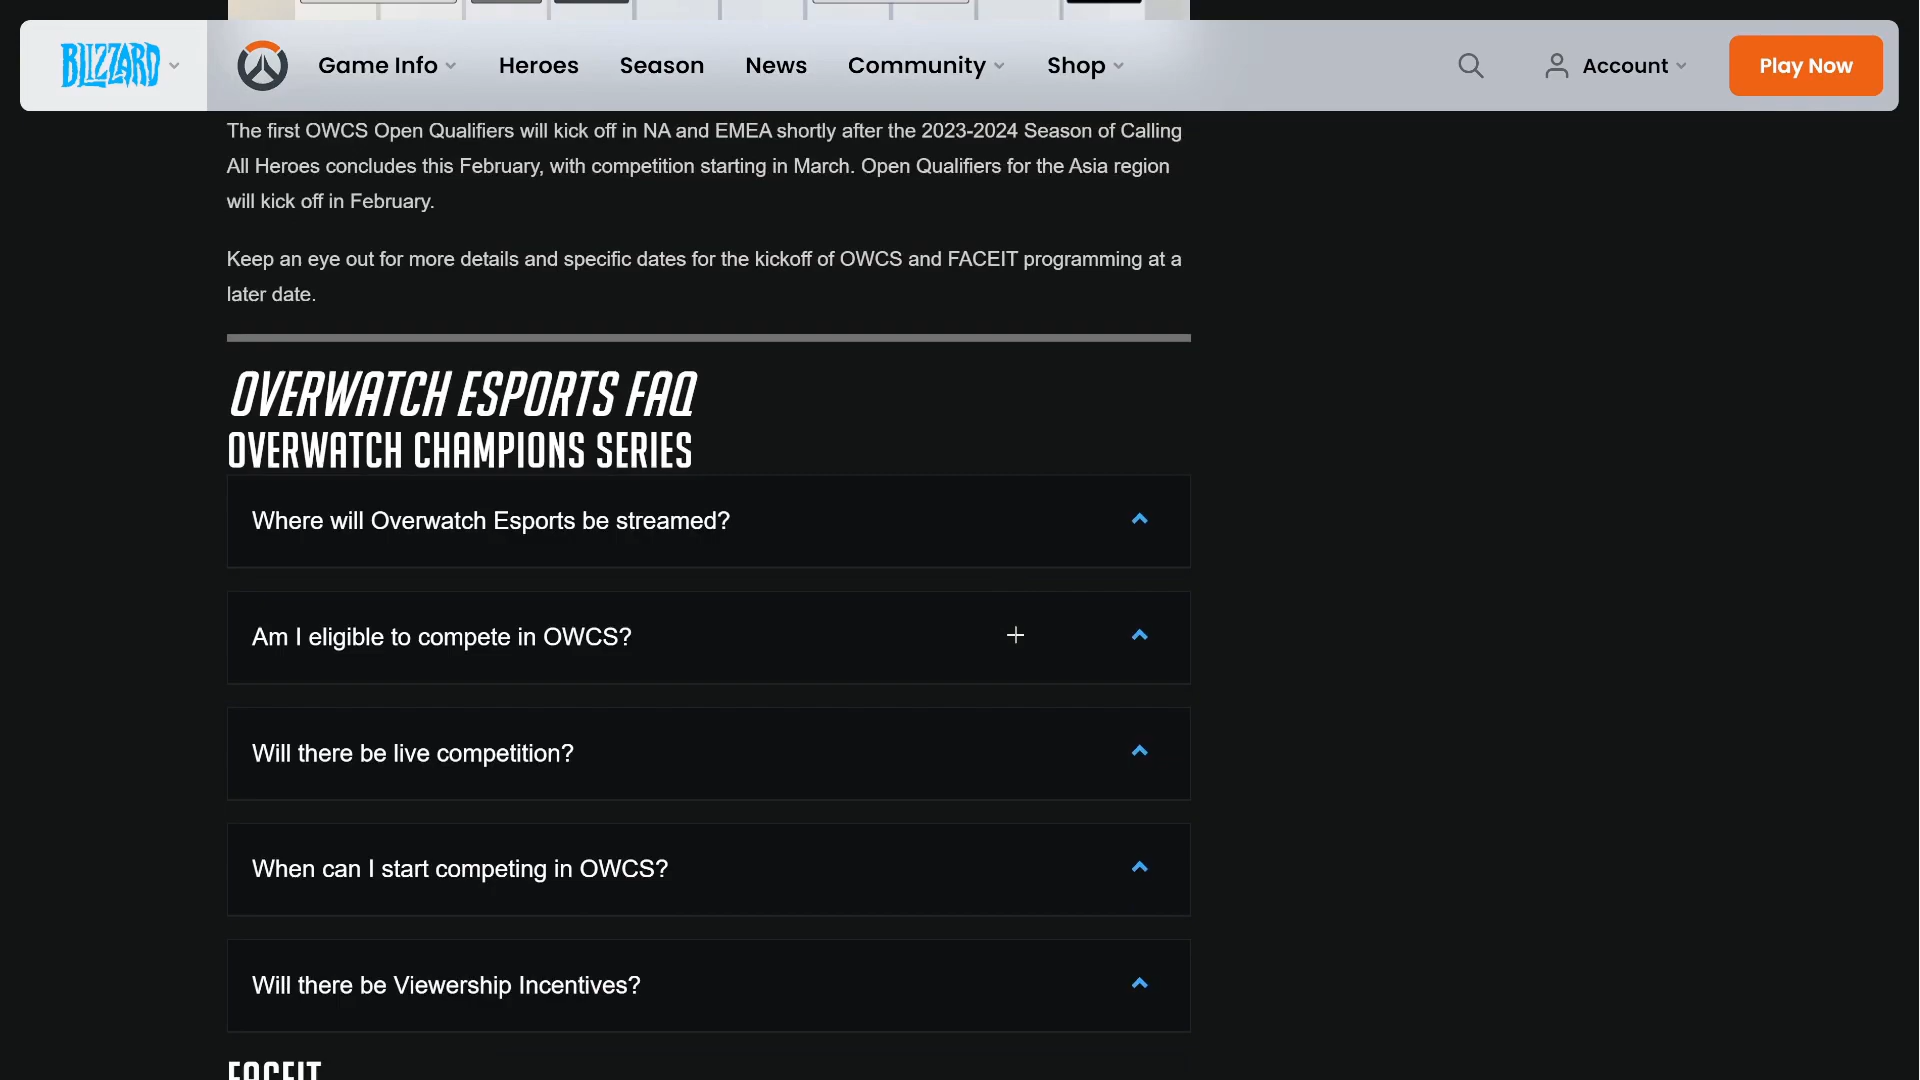 BLIZZARD
Game Info
Heroes
Season
News
Community
Shop
Account
Play Now
The first OWCS Open Qualifiers will kick off in NA and EMEA shortly after the 2023-2024 Season of Calling
All Heroes concludes this February, with competition starting in March. Open Qualifiers for the Asia region
will kick off in February.
Keep an eye out for more details and specific dates for the kickoff of OWCS and FACEIT programming at a
later date.
OVERWATCH ESPORTS FAQ
OVERWATCH CHAMPIONS SERIES
Where will Overwatch Esports be streamed?
Am I eligible to compete in OWCS?
Will there be live competition?
When can I start competing in OWCS?
Will there be Viewership Incentives?
FACEIT